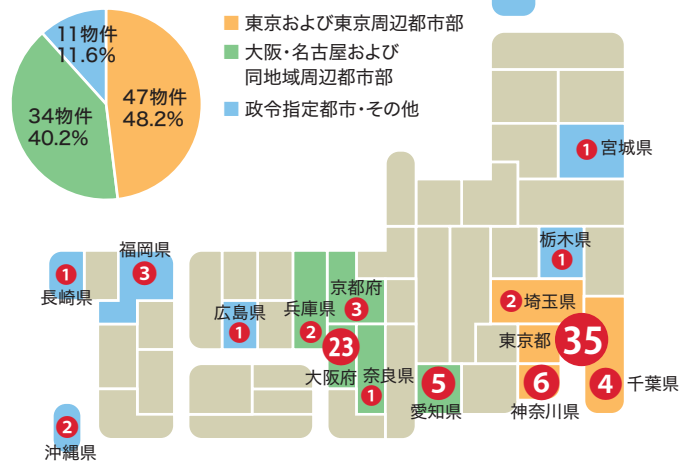 11物件
11.6%
47物件
48.2%
34物件
40.2%
東京および東京周辺都市部
大阪・名古屋および
同地域周辺都市部
政令指定都市・その他
1 宮城県
栃木県
1
福岡県
3
1
長崎県
広島県
1
兵庫県
2
京都府
3
23
大阪府
奈良県
1
5
愛知県
2 埼玉県
東京都 35
6
神奈川県
4 千葉県
2
沖縄県